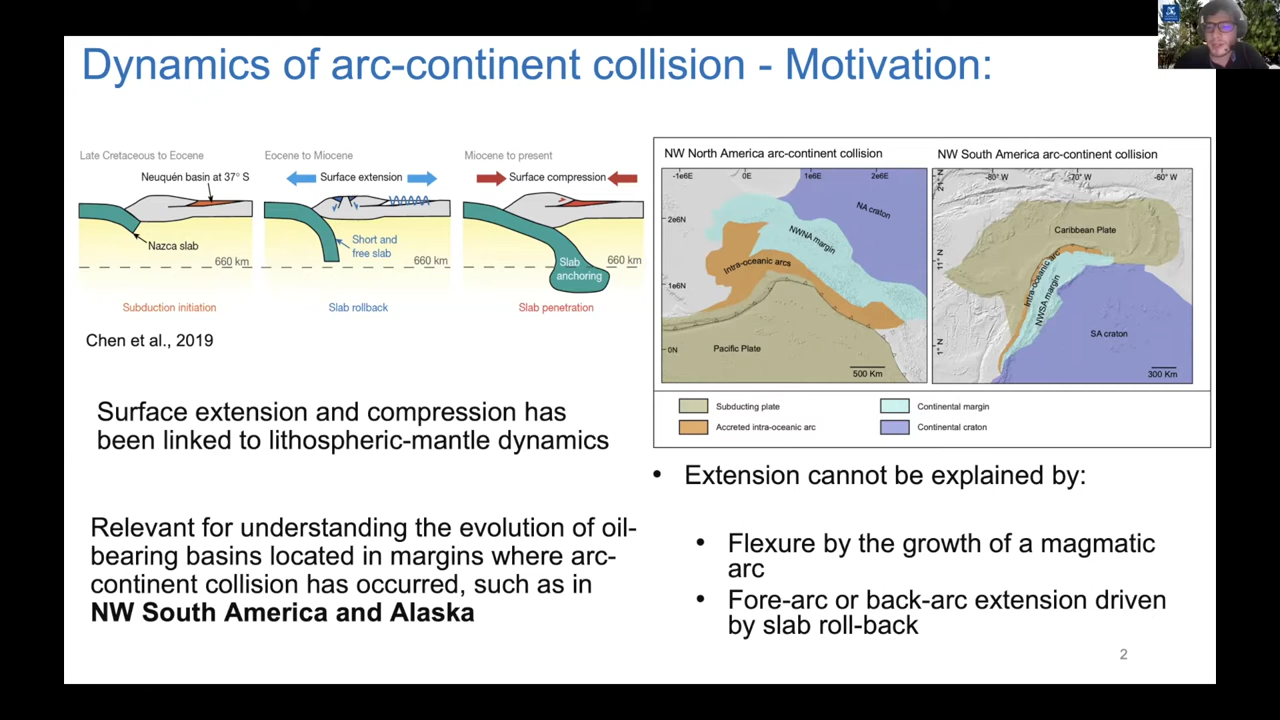 Dynamics of arc-continent collision - Motivation:
Late Cretaceous to Eocene
Neuquén basin at 37° S
Nazca slab
660 km
Subduction initiation
Eocene to Miocene
Surface extension
Short and
free slab
660 km
Slab rollback
Miocene to present
Surface compression
660 km
Slab
anchoring
Slab penetration
Chen et al., 2019
Surface extension and compression has
been linked to lithospheric-mantle dynamics
Relevant for understanding the evolution of oil-
bearing basins located in margins where arc-
continent collision has occurred, such as in
NW South America and Alaska
NW North America arc-continent collision
-1e6E
0E
1e6E
2e6E
2e6N
1e6N
0N
NA craton
NWNA margin
Intra-oceanic arcs
Pacific Plate
500 Km
NW South America arc-continent collision
-80° W
-70° W
-60° W
21° N
11° N
1° N
Caribbean Plate
Intra-oceanic arc
NWSA margin
SA craton
300 Km
Subducting plate
Continental margin
Accreted intra-oceanic arc
Continental craton
• Extension cannot be explained by:
• Flexure by the growth of a magmatic
arc
• Fore-arc or back-arc extension driven
by slab roll-back
2